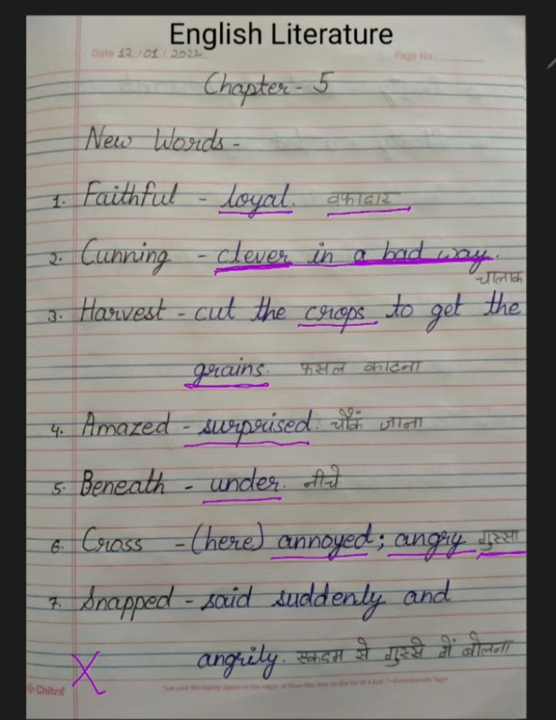 English Literature
Date 12/01/2022 Page No.
Chapter - 5
New Words -
1. Faithful - loyal. वफादार
2. Cunning - clever in a bad way.
चालाक
3. Harvest - cut the crops to get the
grains. फसल काटना
4. Amazed - surprised. चौंक जाना
5. Beneath - under. नीचे
6. Cross - (here) annoyed; angry गुस्सा
7. Snapped - said suddenly and
angrily. एकदम से गुस्से में बोलना
X
Chitra